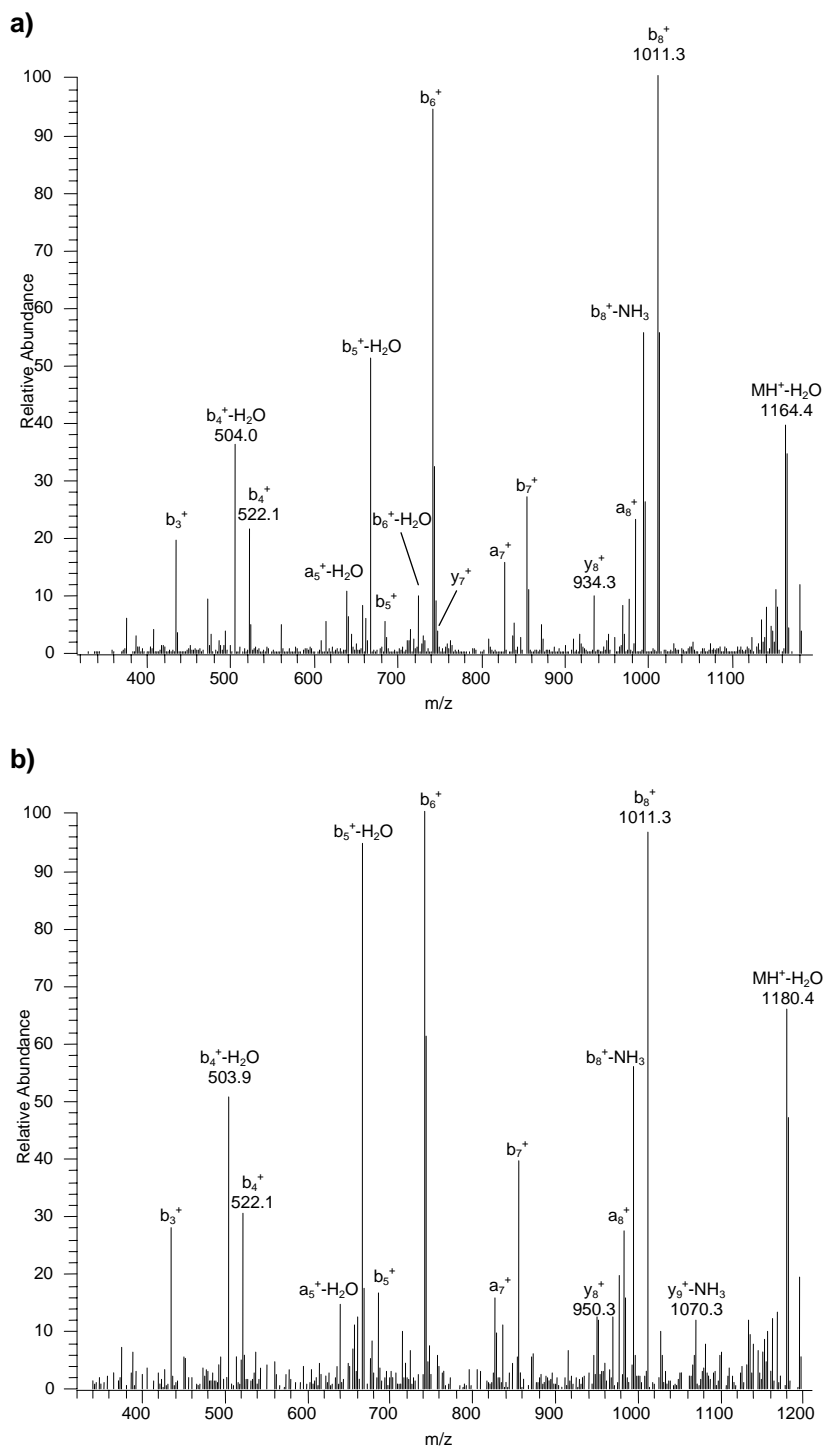 a)
b₈⁺
1011.3
100
b₆⁺
90
80
70
Relative Abundance
60
b₈⁺-NH₃
b₅⁺-H₂O
50
MH⁺-H₂O
1164.4
b₄⁺-H₂O
504.0
40
b₄⁺
522.1
30
b₇⁺
b₃⁺
b₆⁺-H₂O
a₈⁺
20
a₅⁺-H₂O
a₇⁺
y₇⁺
y₈⁺
934.3
b₅⁺
10
0
400 500 600 700 800 900 1000 1100
m/z
b)
b₆⁺
b₈⁺
1011.3
100
b₅⁺-H₂O
90
80
70
MH⁺-H₂O
1180.4
Relative Abundance
60
b₄⁺-H₂O
503.9
b₈⁺-NH₃
50
40
b₇⁺
b₄⁺
522.1
30
b₃⁺
a₈⁺
20
a₅⁺-H₂O
b₅⁺
a₇⁺
y₈⁺
950.3
y₉⁺-NH₃
1070.3
10
0
400 500 600 700 800 900 1000 1100 1200
m/z